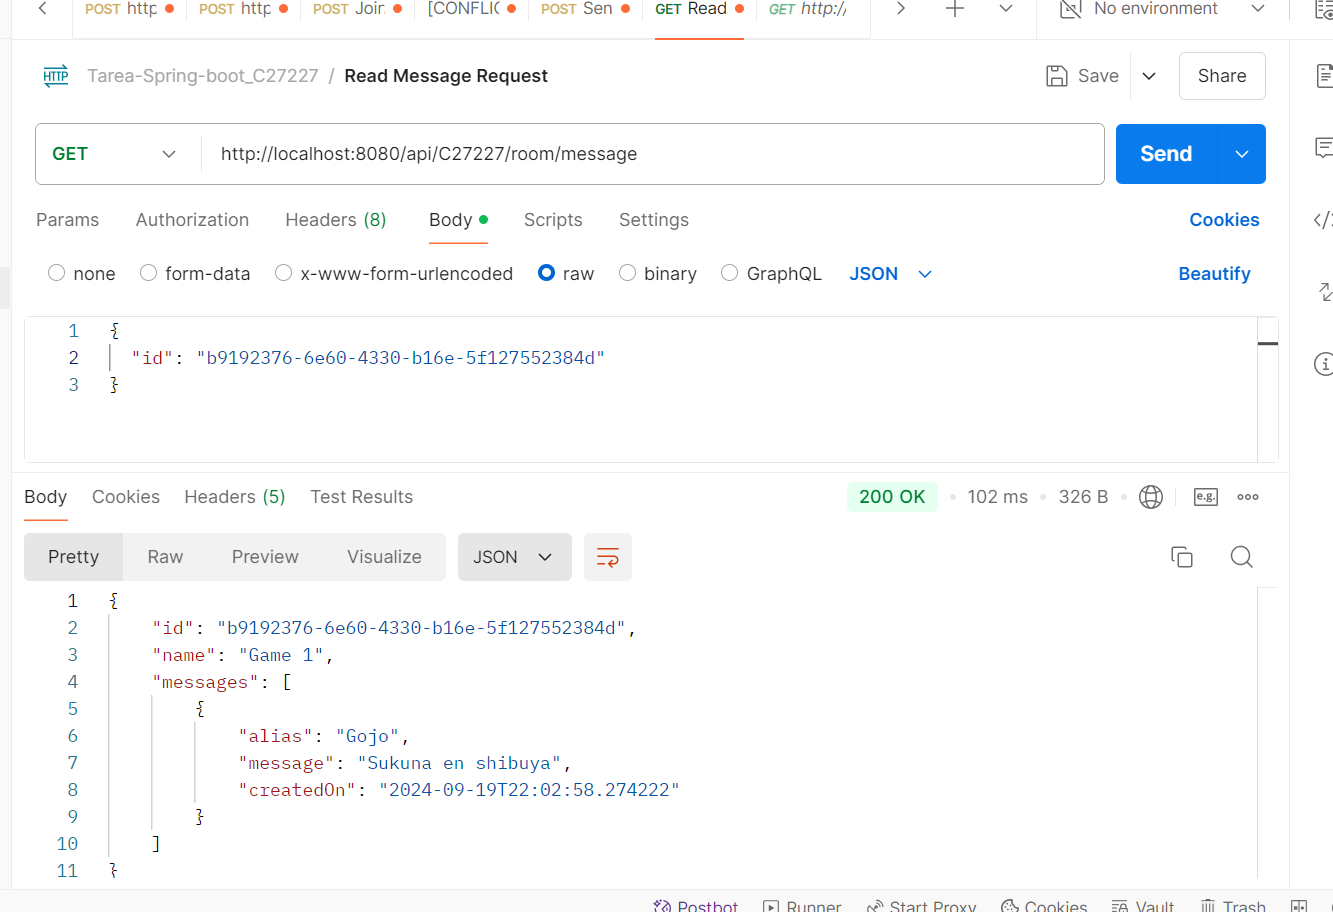 POST http POST http POST Join [CONFLIC POST Sen GET Read GET http:// No environment
HTTP Tarea-Spring-boot_C27227 / Read Message Request Save Share
GET http://localhost:8080/api/C27227/room/message Send
Params Authorization Headers (8) Body Scripts Settings Cookies
none form-data x-www-form-urlencoded raw binary GraphQL JSON Beautify
1 {
2 "id": "b9192376-6e60-4330-b16e-5f127552384d"
3 }
Body Cookies Headers (5) Test Results 200 OK 102 ms 326 B e.g.
Pretty Raw Preview Visualize JSON
1 {
2 "id": "b9192376-6e60-4330-b16e-5f127552384d",
3 "name": "Game 1",
4 "messages": [
5 {
6 "alias": "Gojo",
7 "message": "Sukuna en shibuya",
8 "createdOn": "2024-09-19T22:02:58.274222"
9 }
10 ]
11 }
Postbot Runner Start Proxy Cookies Vault Trash